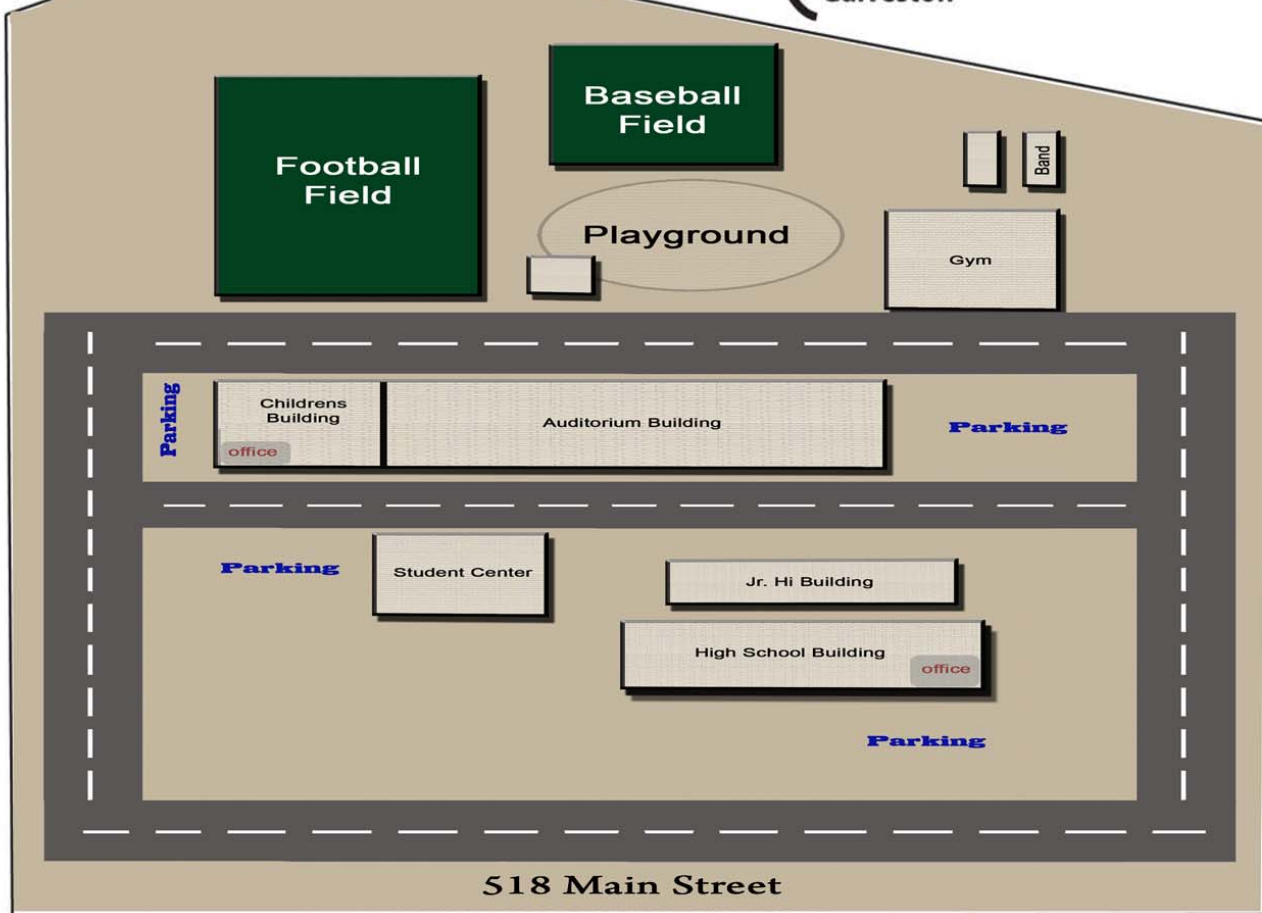 Baseball
Field
Football
Field
Band
Playground
Gym
Parking
Childrens
Building
office
Auditorium Building
Parking
Parking
Student Center
Jr. Hi Building
High School Building
office
Parking
518 Main Street